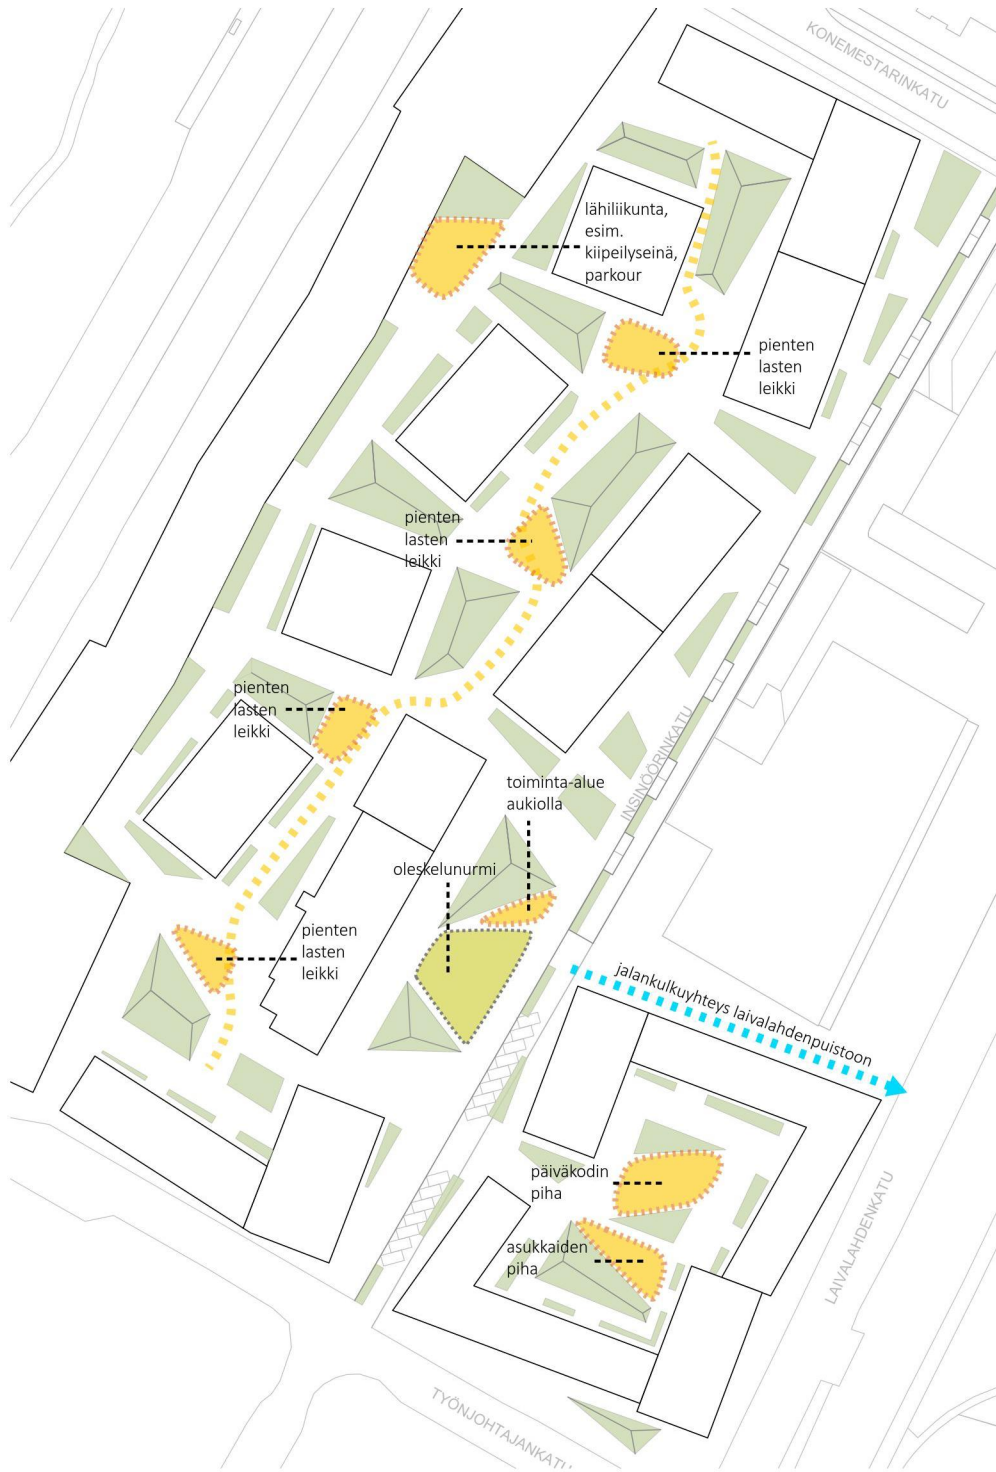 KONEMESTARINKATU
lähiliikunta,
esim.
kiipeilyseinä,
parkour
pienten
lasten
leikki
pienten
lasten
leikki
pienten
lasten
leikki
INSINÖÖRINKATU
toiminta-alue
aukiolla
oleskelunurmi
pienten
lasten
leikki
jalankulkuyhteys laivalahdenpuistoon
päiväkodin
piha
asukkaiden
piha
LAIVALAHDENKATU
TYÖNJOHTAJANKATU